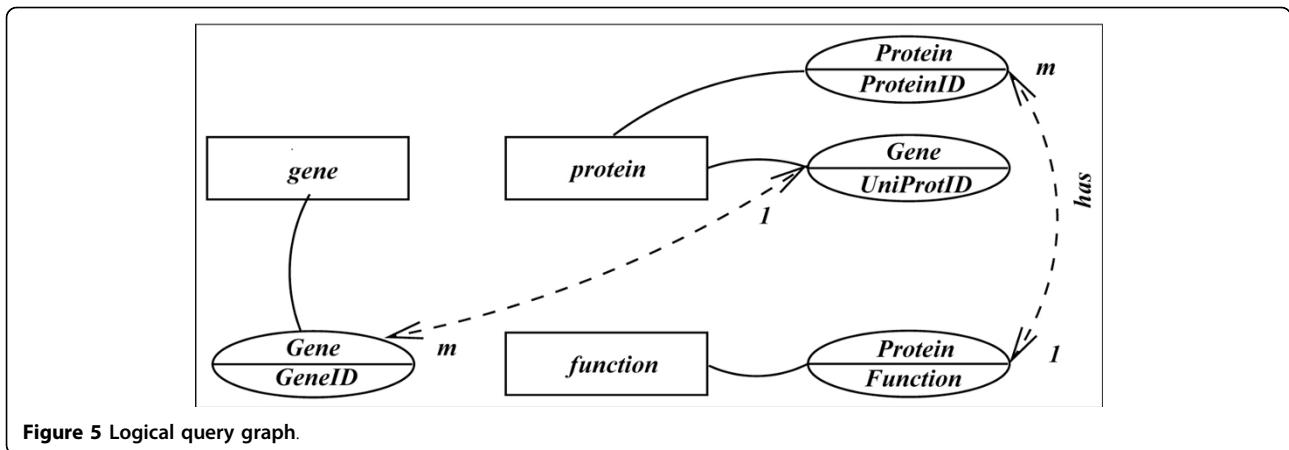 Protein
m
ProteinID
gene
protein
Gene
UniProtID
has
1
Gene
m
GeneID
function
Protein
1
Function
Figure 5 Logical query graph.